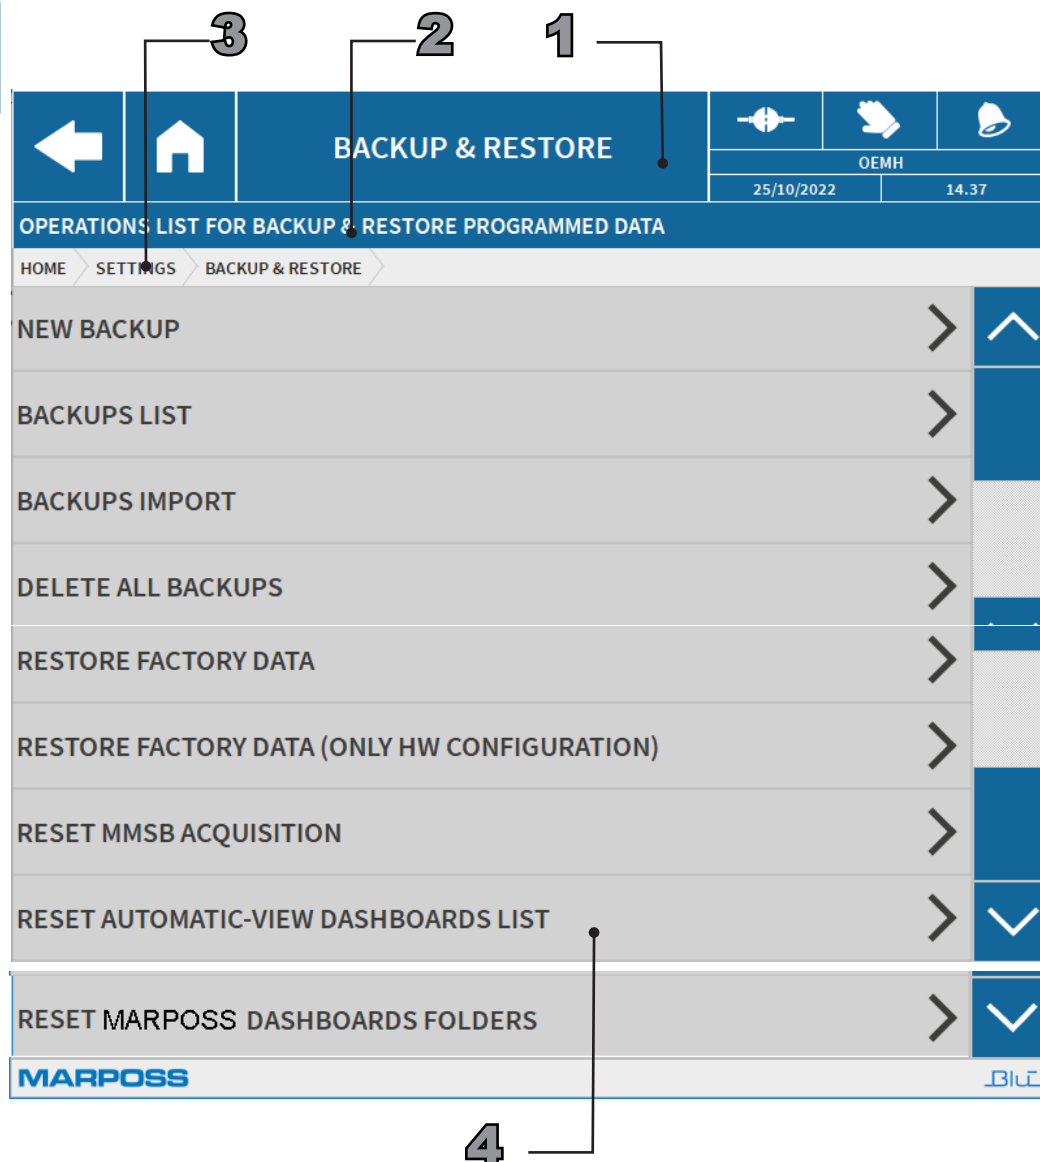 3 2 1
BACKUP & RESTORE
OEMH
25/10/2022 14.37
OPERATIONS LIST FOR BACKUP & RESTORE PROGRAMMED DATA
HOME SETTINGS BACKUP & RESTORE
NEW BACKUP
BACKUPS LIST
BACKUPS IMPORT
DELETE ALL BACKUPS
RESTORE FACTORY DATA
RESTORE FACTORY DATA (ONLY HW CONFIGURATION)
RESET MMSB ACQUISITION
RESET AUTOMATIC-VIEW DASHBOARDS LIST
RESET MARPOSS DASHBOARDS FOLDERS
MARPOSS Blú
4